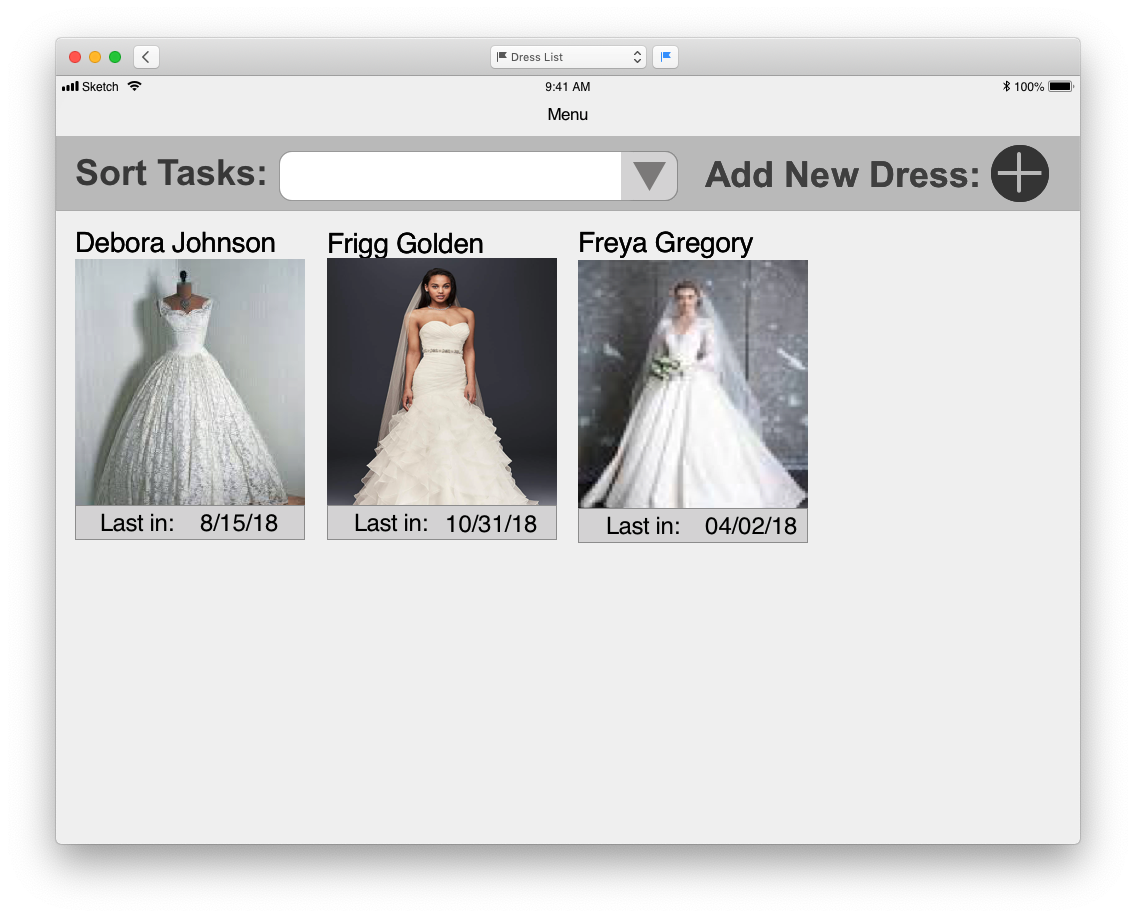 Dress List
Sketch 9:41 AM 100%
Menu
Sort Tasks: Add New Dress:
Debora Johnson Frigg Golden Freya Gregory
Last in: 8/15/18 Last in: 10/31/18 Last in: 04/02/18